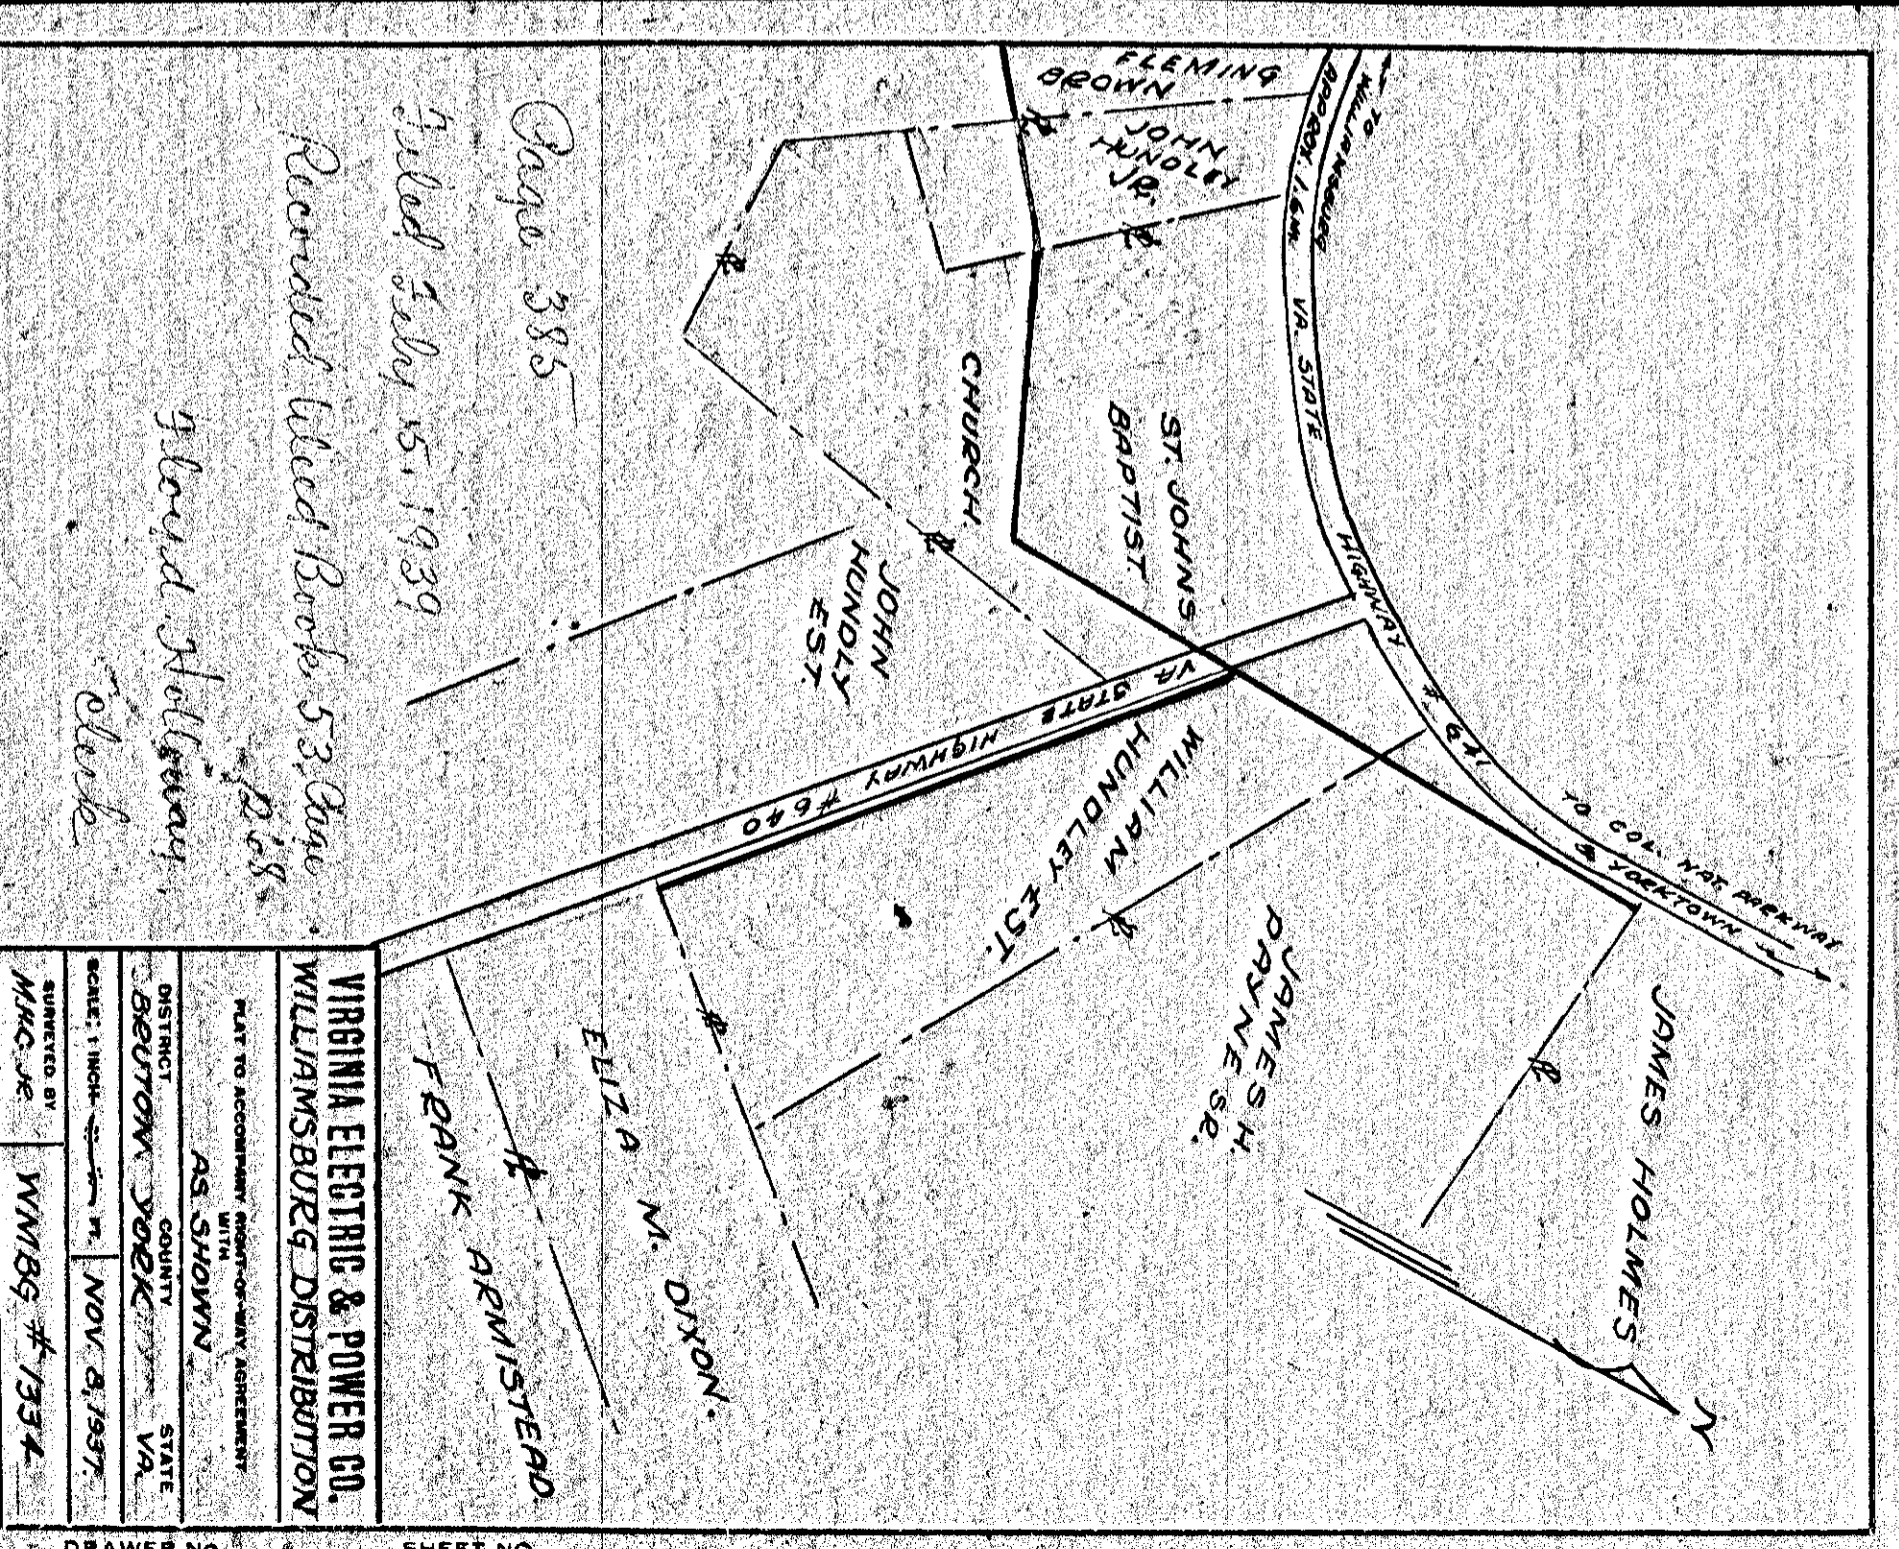 FLEMING
BROWN
JOHN
HUNDLEY
JR.
TO
WILLIAMSBURG
APPROX. 1.6 MI.
VA. STATE HIGHWAY # 641
TO COL. NAT. PARKWAY
& YORKTOWN
ST. JOHNS
BAPTIST
CHURCH.
JOHN
HUNDLY
EST.
VA STATE HIGHWAY #640
WILLIAM
HUNDLEY EST.
JAMES H.
PAYNE SR.
JAMES HOLMES
N
ELIZA M. DIXON.
FRANK ARMISTEAD.
Page 385
Filed Feby 15, 1939
Recorded Deed Book 53, Page
268
Floyd Holloway,
Clerk
VIRGINIA ELECTRIC & POWER CO.
WILLIAMSBURG DISTRIBUTION
PLAT TO ACCOMPANY RIGHT-OF-WAY AGREEMENT
WITH
AS SHOWN
DISTRICT COUNTY STATE
BRUTON YORK VA.
SCALE: 1 INCH FT. NOV. 8, 1937.
SURVEYED BY
MHC JR WMBG # 1334
DRAWER NO. SHEET NO.